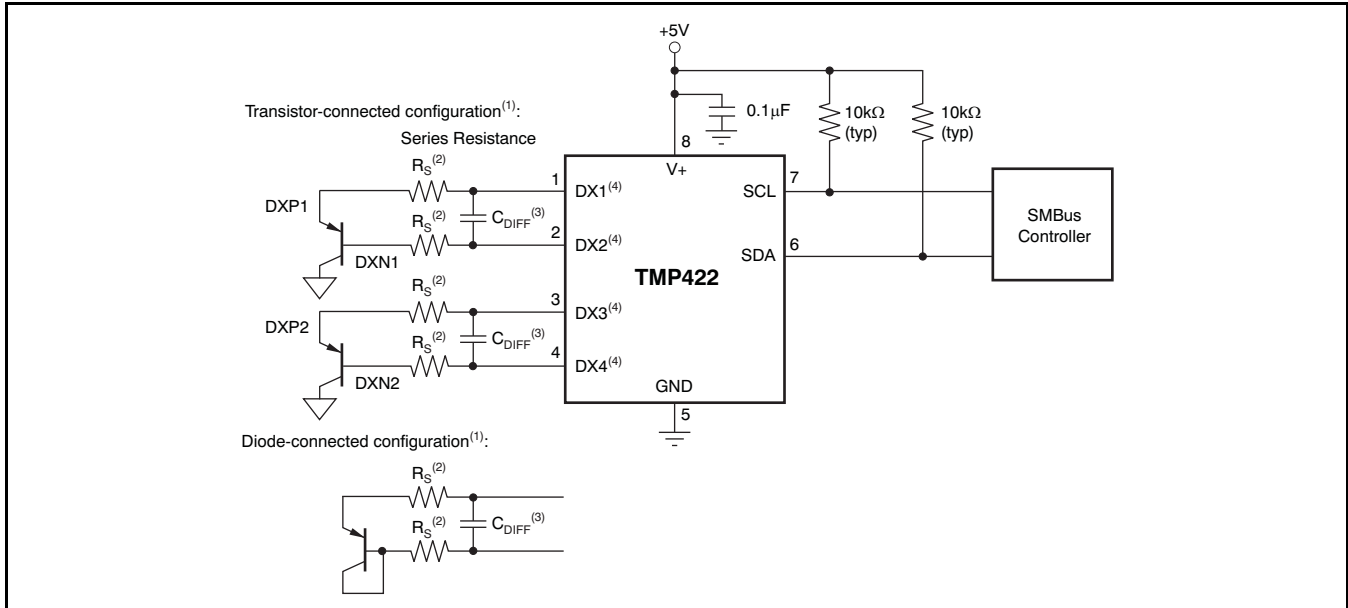 +5V
Transistor-connected configuration(1):
Series Resistance
0.1μF
10kΩ
(typ)
10kΩ
(typ)
8
V+
RS(2)
1
DX1(4)
SCL
7
DXP1
CDIFF(3)
SMBus
Controller
RS(2)
2
DX2(4)
SDA
6
DXN1
TMP422
RS(2)
3
DX3(4)
DXP2
CDIFF(3)
RS(2)
4
DX4(4)
DXN2
GND
5
Diode-connected configuration(1):
RS(2)
CDIFF(3)
RS(2)